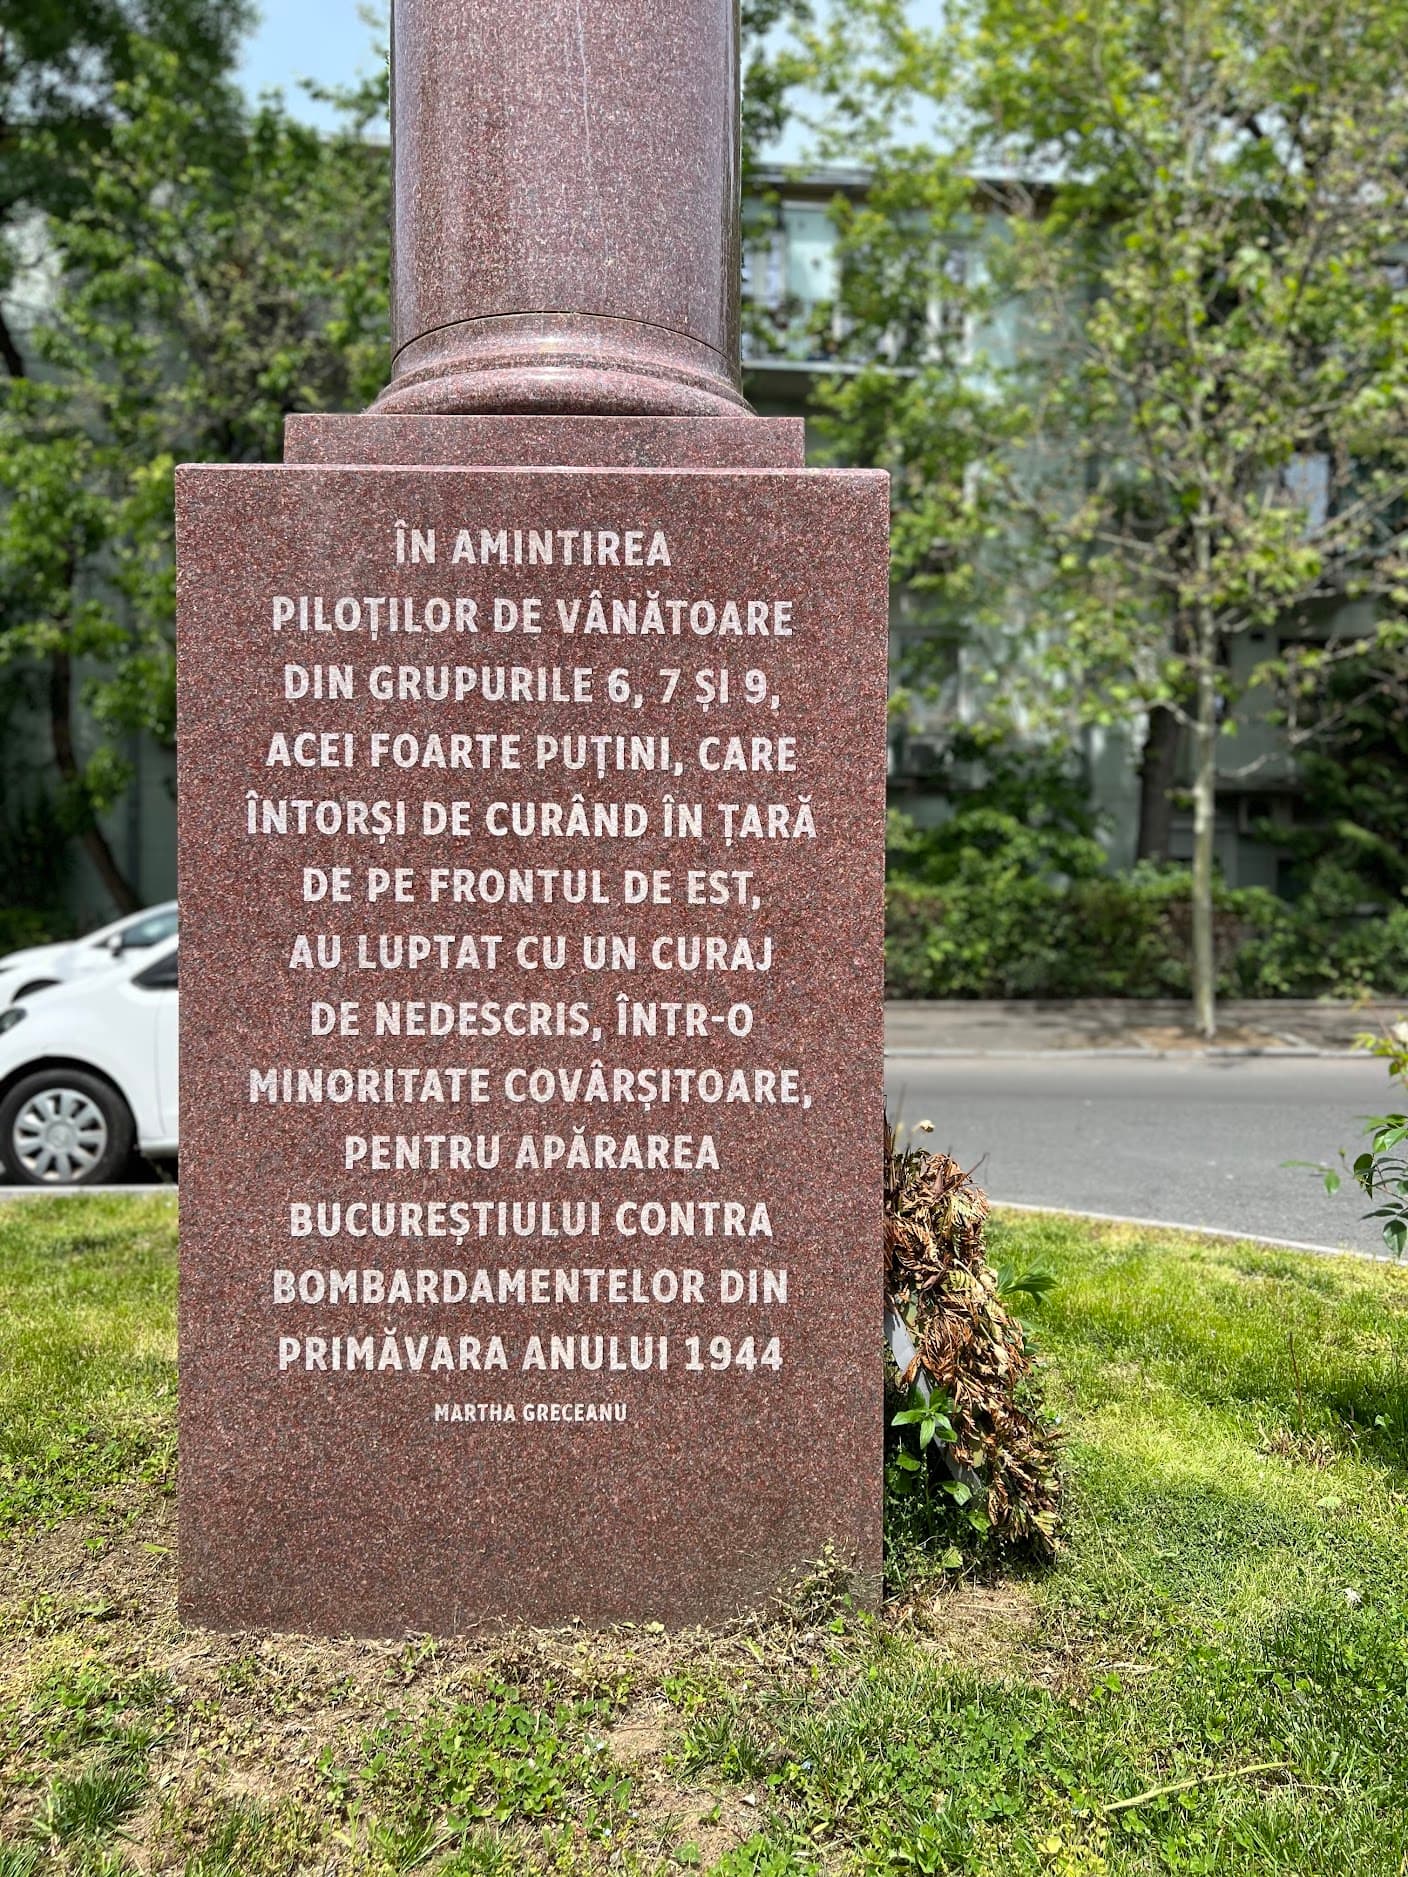 ÎN AMINTIREA
PILOȚILOR DE VÂNĂTOARE
DIN GRUPURILE 6, 7 ȘI 9,
ACEI FOARTE PUȚINI, CARE
ÎNTORȘI DE CURÂND ÎN ȚARĂ
DE PE FRONTUL DE EST,
AU LUPTAT CU UN CURAJ
DE NEDESCRIS, ÎNTR-O
MINORITATE COVÂRȘITOARE,
PENTRU APĂRAREA
BUCUREȘTIULUI CONTRA
BOMBARDAMENTELOR DIN
PRIMĂVARA ANULUI 1944
MARTHA GRECEANU